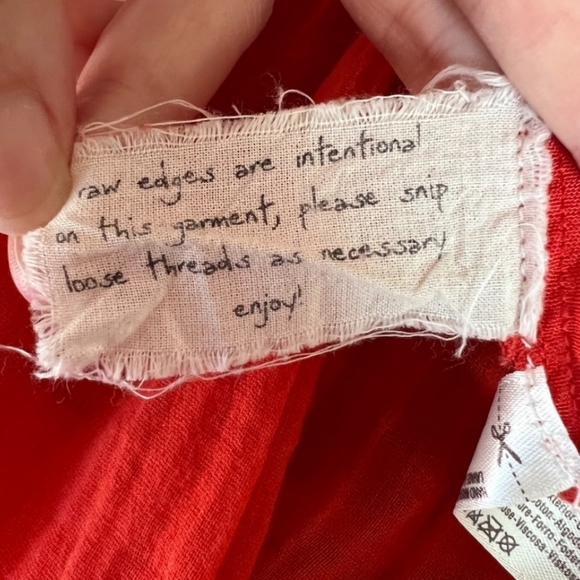 raw edges are intentional
on this garment, please snip
loose threads as necessary
enjoy!